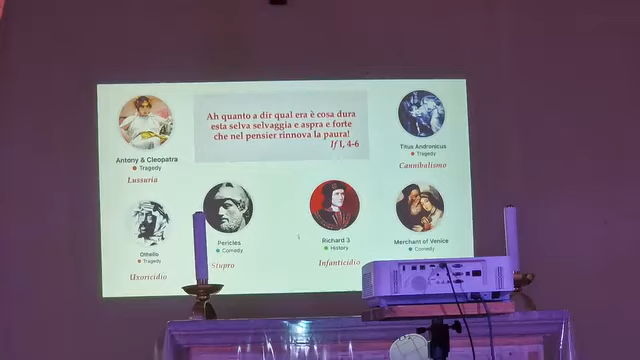 Ah quanto a dir qual era è cosa dura
esta selva selvaggia e aspra e forte
che nel pensier rinnova la paura!
If I, 4-6
Antony & Cleopatra
Tragedy
Lussuria
Titus Andronicus
Tragedy
Cannibalismo
Othello
Tragedy
Uxoricidio
Pericles
Comedy
Stupro
Richard 3
History
Infanticidio
Merchant of Venice
Comedy